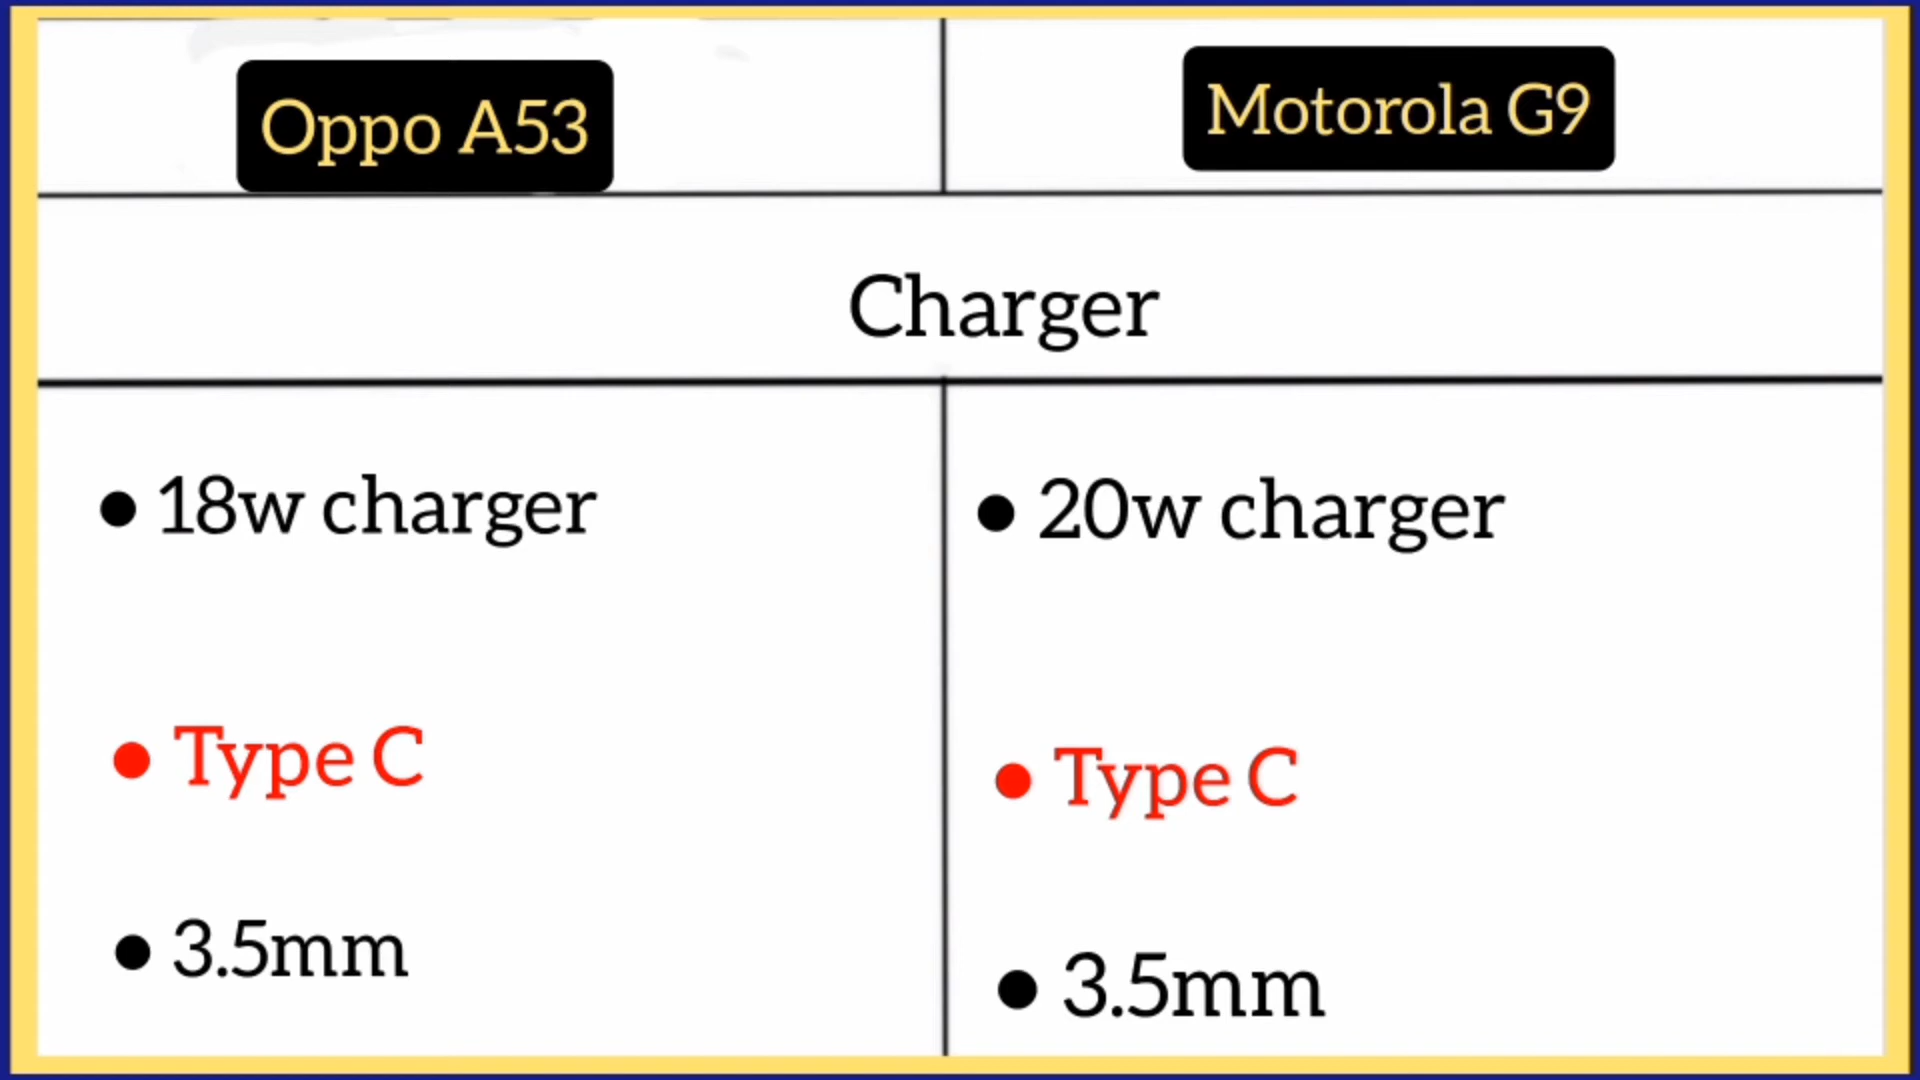 Oppo A53
Motorola G9
Charger
● 18w charger
● 20w charger
● Type C
● Type C
● 3.5mm
● 3.5mm